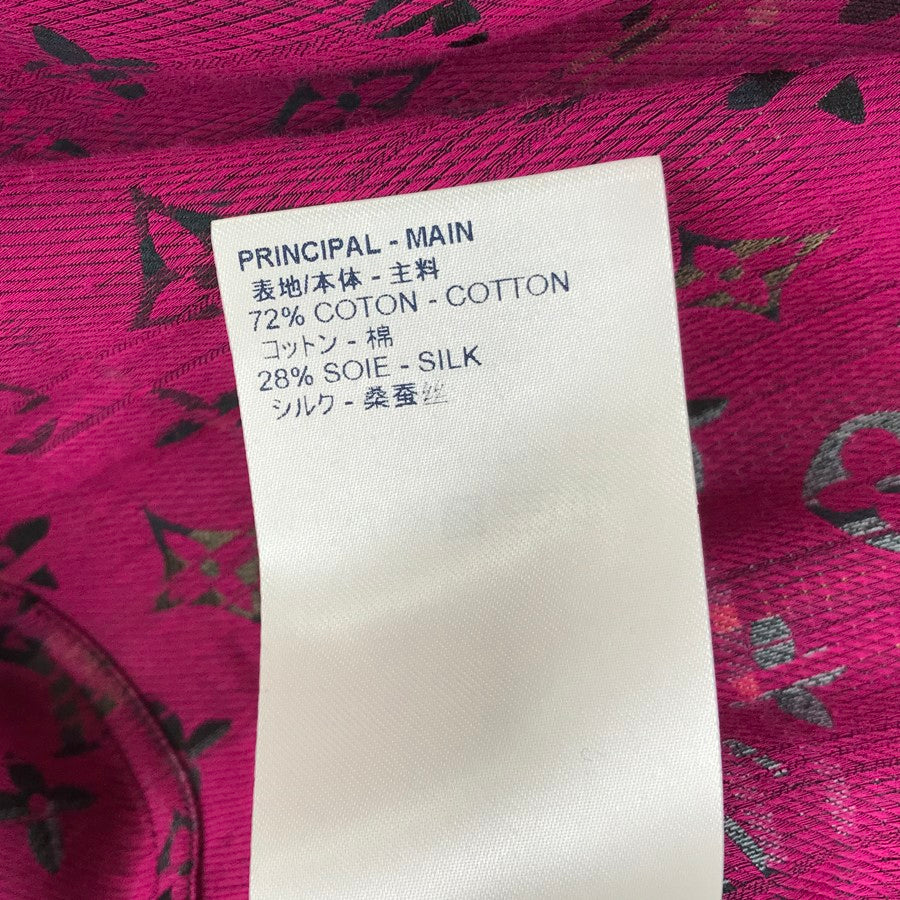 PRINCIPAL - MAIN
表地/本体 - 主料
72% COTON - COTTON
コットン - 棉
28% SOIE - SILK
シルク - 桑蚕丝